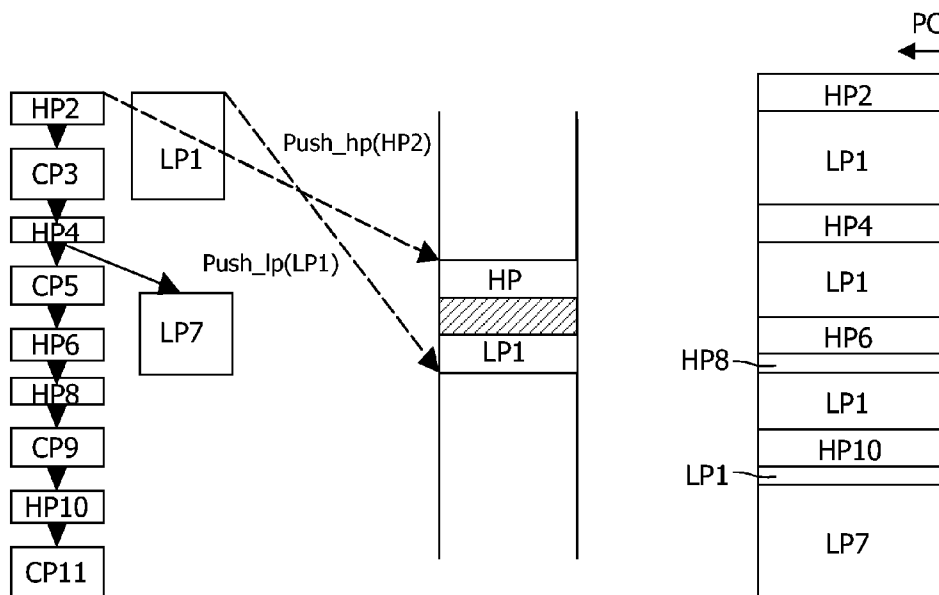 HP2
CP3
HP4
CP5
HP6
HP8
CP9
HP10
CP11
LP1
LP7
Push_hp(HP2)
Push_lp(LP1)
HP
LP1
PC
HP2
LP1
HP4
LP1
HP6
HP8
LP1
HP10
LP1
LP7